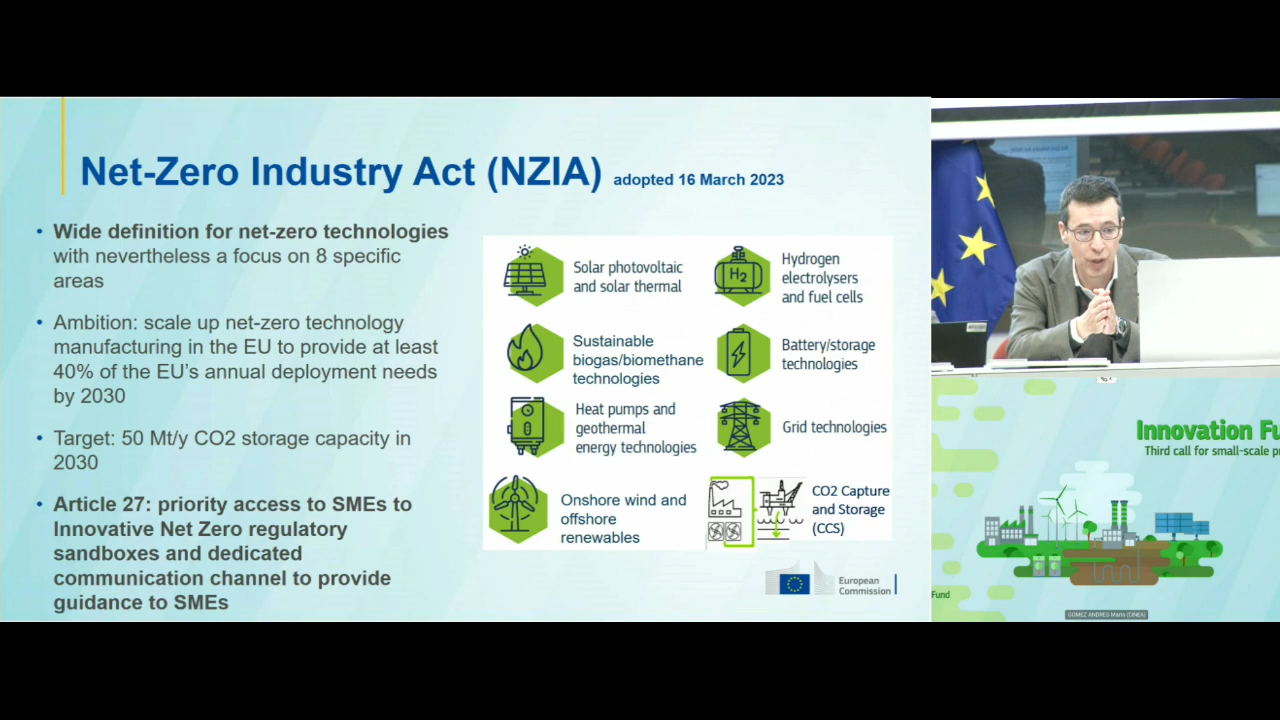 Net-Zero Industry Act (NZIA) adopted 16 March 2023
• Wide definition for net-zero technologies
with nevertheless a focus on 8 specific
areas
• Ambition: scale up net-zero technology
manufacturing in the EU to provide at least
40% of the EU's annual deployment needs
by 2030
• Target: 50 Mt/y CO2 storage capacity in
2030
• Article 27: priority access to SMEs to
Innovative Net Zero regulatory
sandboxes and dedicated
communication channel to provide
guidance to SMEs
Solar photovoltaic
and solar thermal
H2
Hydrogen
electrolysers
and fuel cells
Sustainable
biogas/biomethane
technologies
Battery/storage
technologies
Heat pumps and
geothermal
energy technologies
Grid technologies
Onshore wind and
offshore
renewables
CO2 Capture
and Storage
(CCS)
European
Commission
Innovation Fu
Third call for small-scale p
Fund
GOMEZ ANDRES Marta (CINEA)